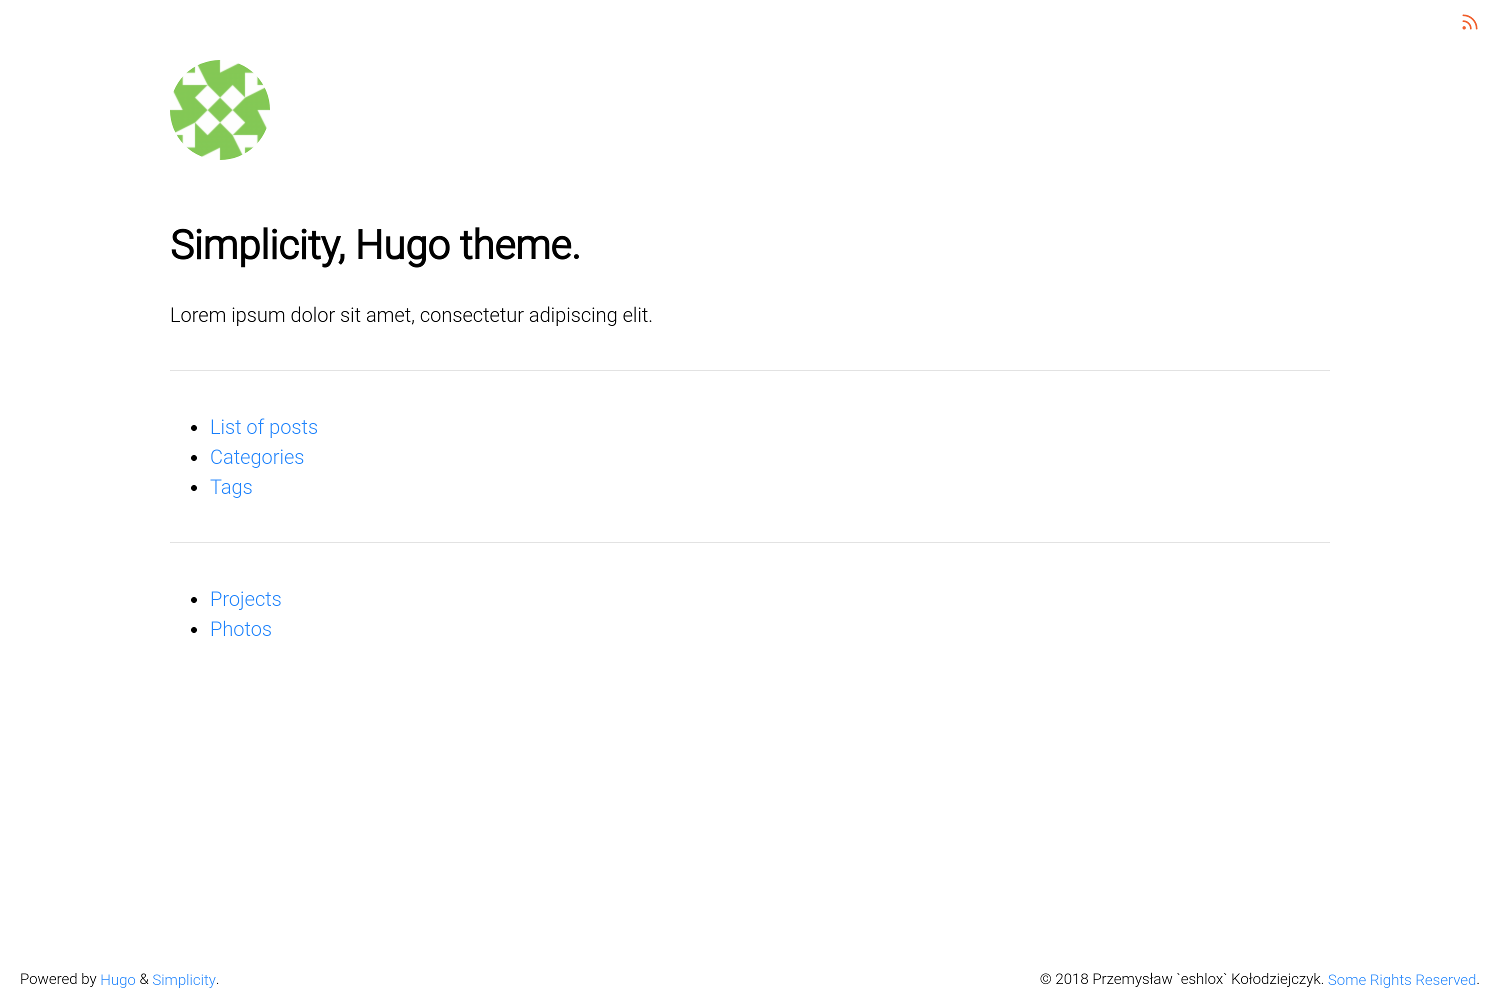 Simplicity, Hugo theme.
Lorem ipsum dolor sit amet, consectetur adipiscing elit.
List of posts
Categories
Tags
Projects
Photos
Powered by Hugo & Simplicity.
© 2018 Przemysław `eshlox` Kołodziejczyk. Some Rights Reserved.